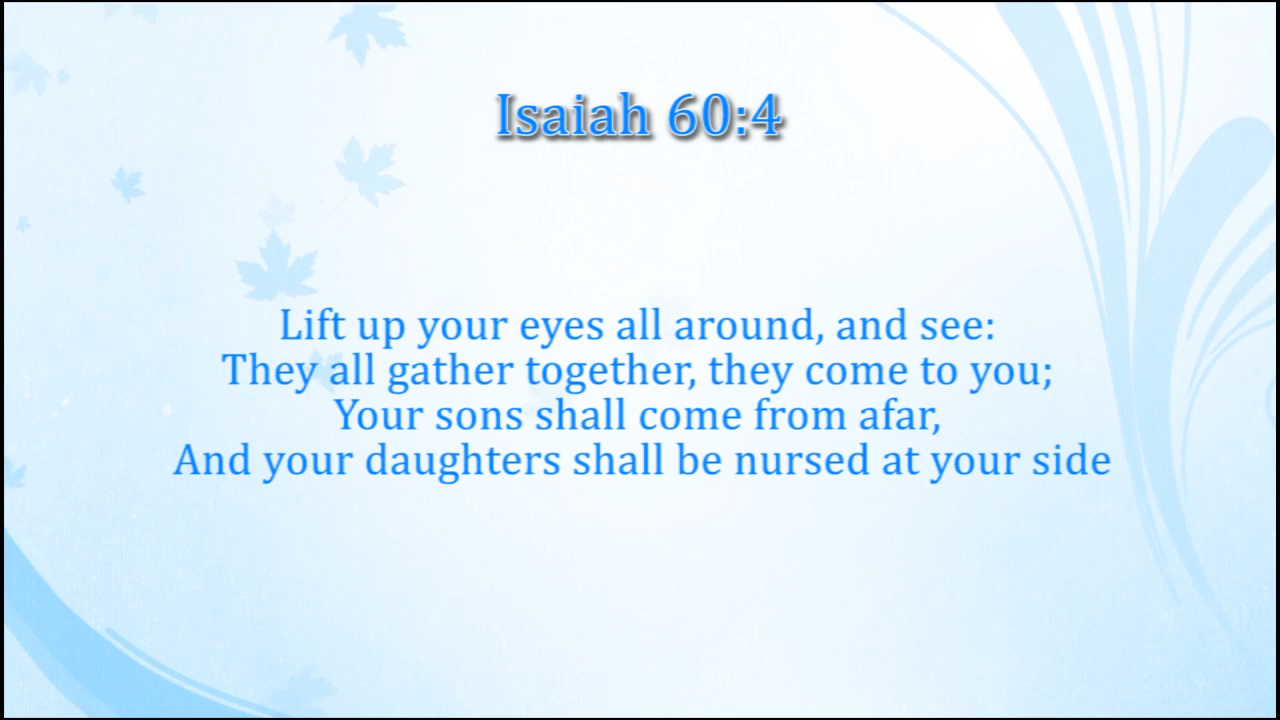 Isaiah 60:4
Lift up your eyes all around, and see:
They all gather together, they come to you;
Your sons shall come from afar,
And your daughters shall be nursed at your side